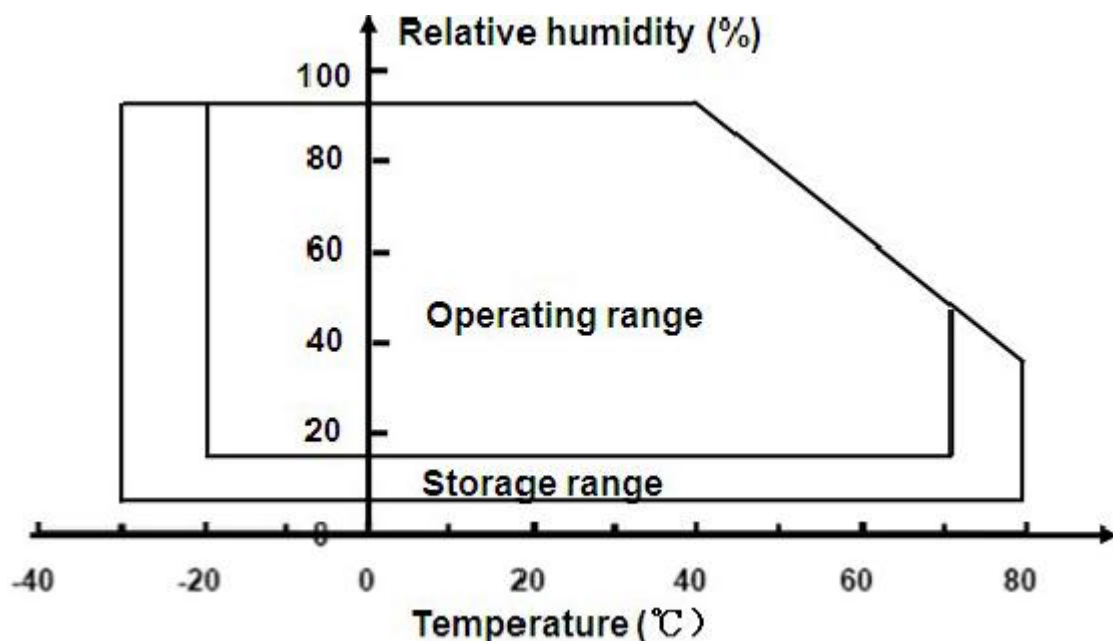 Relative humidity (%)
100
80
60
Operating range
40
20
Storage range
0
-40 -20 0 20 40 60 80
Temperature (℃)